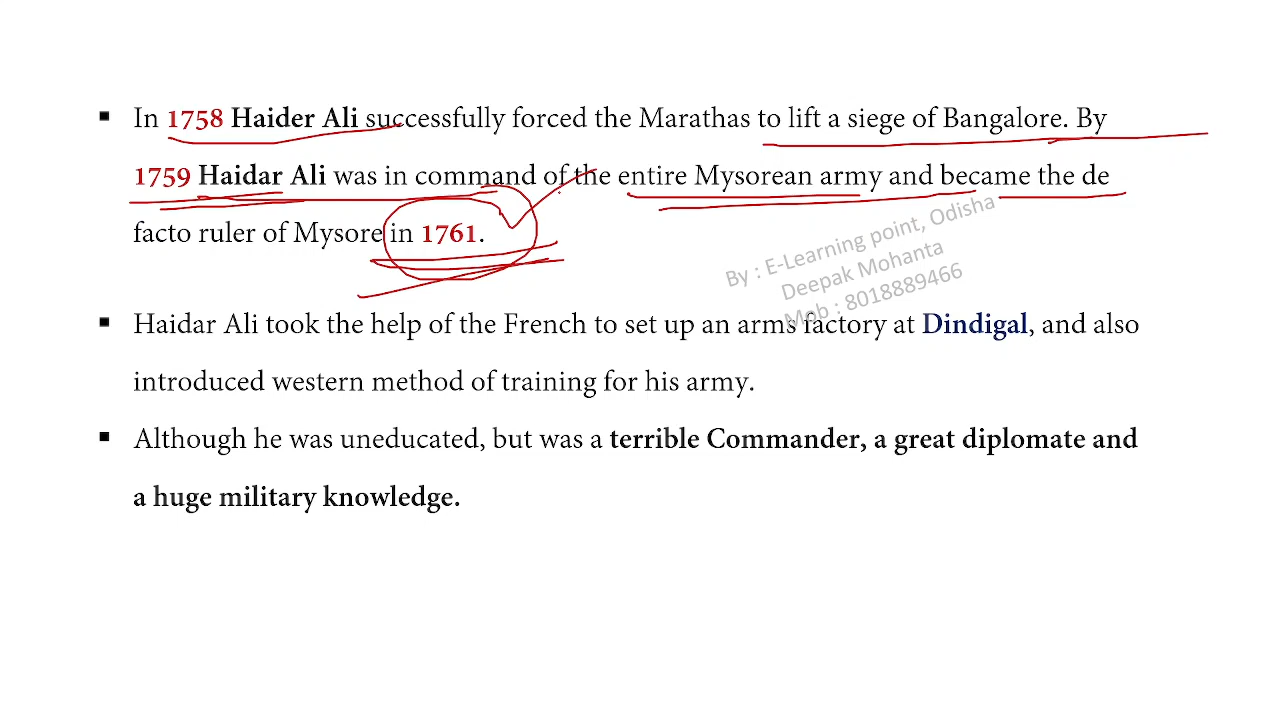 ▪ In 1758 Haider Ali successfully forced the Marathas to lift a siege of Bangalore. By
1759 Haidar Ali was in command of the entire Mysorean army and became the de
facto ruler of Mysore in 1761.
By : E-Learning point, Odisha
Deepak Mohanta
Mob : 8018889466
▪ Haidar Ali took the help of the French to set up an arms factory at Dindigal, and also
introduced western method of training for his army.
▪ Although he was uneducated, but was a terrible Commander, a great diplomate and
a huge military knowledge.